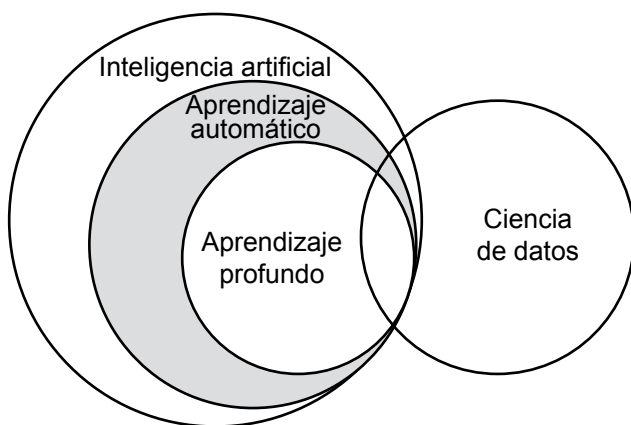 Inteligencia artificial
Aprendizaje
automático
Aprendizaje
profundo
Ciencia
de datos